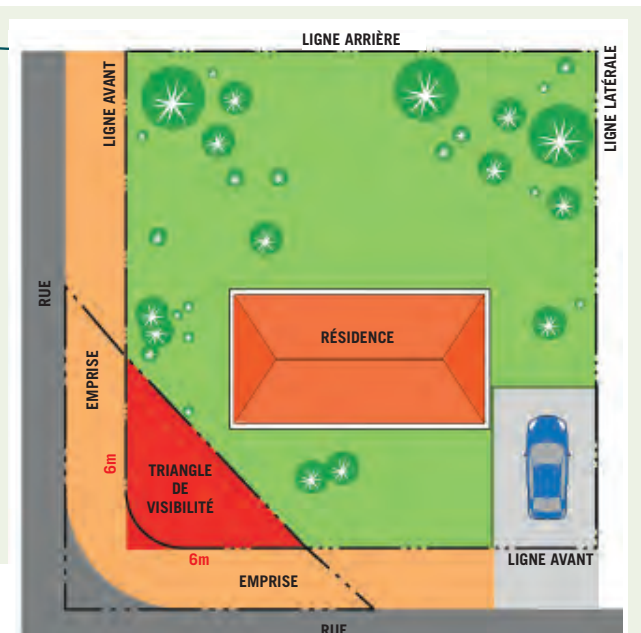 LIGNE ARRIÈRE
LIGNE AVANT
LIGNE LATÉRALE
RUE
RÉSIDENCE
EMPRISE
6m
TRIANGLE
DE
VISIBILITÉ
6m
LIGNE AVANT
EMPRISE
RUE